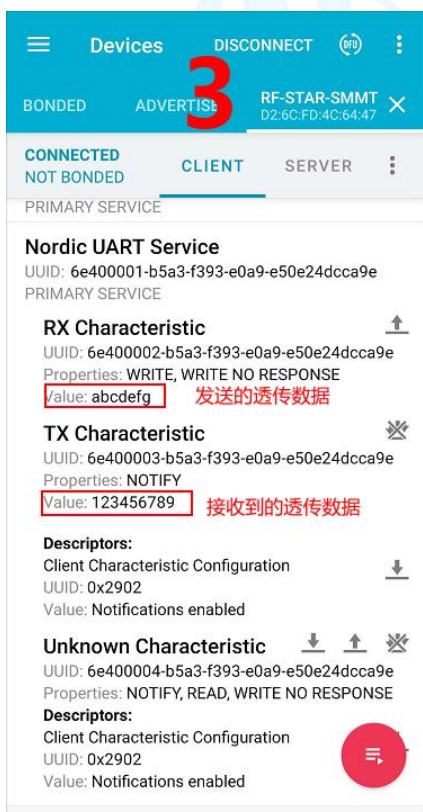 Devices DISCONNECT DFU
3
BONDED ADVERTISE RF-STAR-SMMT
D2:6C:FD:4C:64:47
CONNECTED
NOT BONDED CLIENT SERVER
PRIMARY SERVICE
Nordic UART Service
UUID: 6e400001-b5a3-f393-e0a9-e50e24dcca9e
PRIMARY SERVICE
RX Characteristic
UUID: 6e400002-b5a3-f393-e0a9-e50e24dcca9e
Properties: WRITE, WRITE NO RESPONSE
Value: abcdefg 发送的透传数据
TX Characteristic
UUID: 6e400003-b5a3-f393-e0a9-e50e24dcca9e
Properties: NOTIFY
Value: 123456789 接收到的透传数据
Descriptors:
Client Characteristic Configuration
UUID: 0x2902
Value: Notifications enabled
Unknown Characteristic
UUID: 6e400004-b5a3-f393-e0a9-e50e24dcca9e
Properties: NOTIFY, READ, WRITE NO RESPONSE
Descriptors:
Client Characteristic Configuration
UUID: 0x2902
Value: Notifications enabled